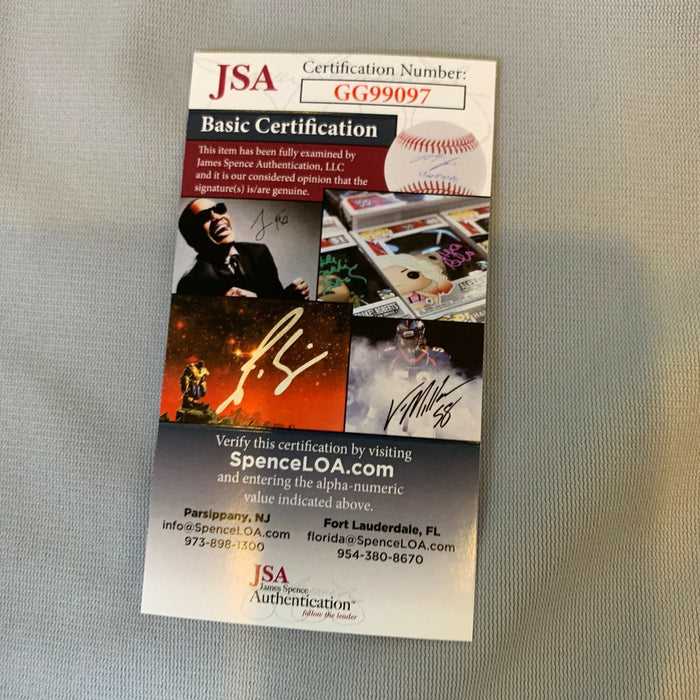 JSA
Certification Number:
GG99097
Basic Certification
This item has been fully examined by
James Spence Authentication, LLC
and it is our considered opinion that the
signature(s) is/are genuine.
V. Miller
58
Verify this certification by visiting
SpenceLOA.com
and entering the alpha-numeric
value indicated above.
Parsippany, NJ
info@SpenceLOA.com
973-898-1300
Fort Lauderdale, FL
florida@SpenceLOA.com
954-380-8670
JSA
James Spence
Authentication™
follow the leader